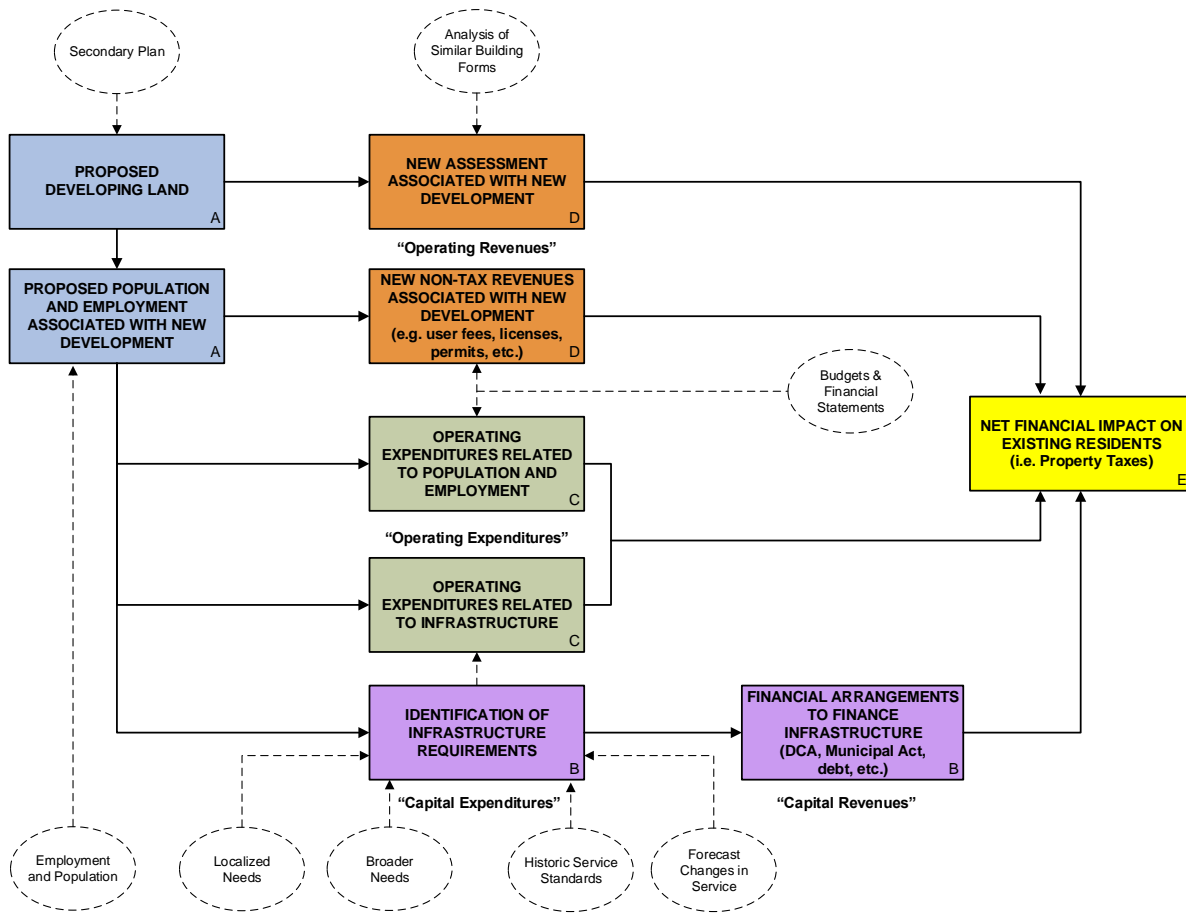 Secondary Plan
Analysis of
Similar Building
Forms
PROPOSED
DEVELOPING LAND
A
NEW ASSESSMENT
ASSOCIATED WITH NEW
DEVELOPMENT
D
“Operating Revenues”
PROPOSED POPULATION
AND EMPLOYMENT
ASSOCIATED WITH NEW
DEVELOPMENT
A
NEW NON-TAX REVENUES
ASSOCIATED WITH NEW
DEVELOPMENT
(e.g. user fees, licenses,
permits, etc.)
D
Budgets &
Financial
Statements
OPERATING
EXPENDITURES RELATED
TO POPULATION AND
EMPLOYMENT
C
NET FINANCIAL IMPACT ON
EXISTING RESIDENTS
(i.e. Property Taxes)
E
“Operating Expenditures”
OPERATING
EXPENDITURES RELATED
TO INFRASTRUCTURE
C
IDENTIFICATION OF
INFRASTRUCTURE
REQUIREMENTS
B
FINANCIAL ARRANGEMENTS
TO FINANCE
INFRASTRUCTURE
(DCA, Municipal Act,
debt, etc.)
B
“Capital Expenditures”
“Capital Revenues”
Employment
and Population
Localized
Needs
Broader
Needs
Historic Service
Standards
Forecast
Changes in
Service